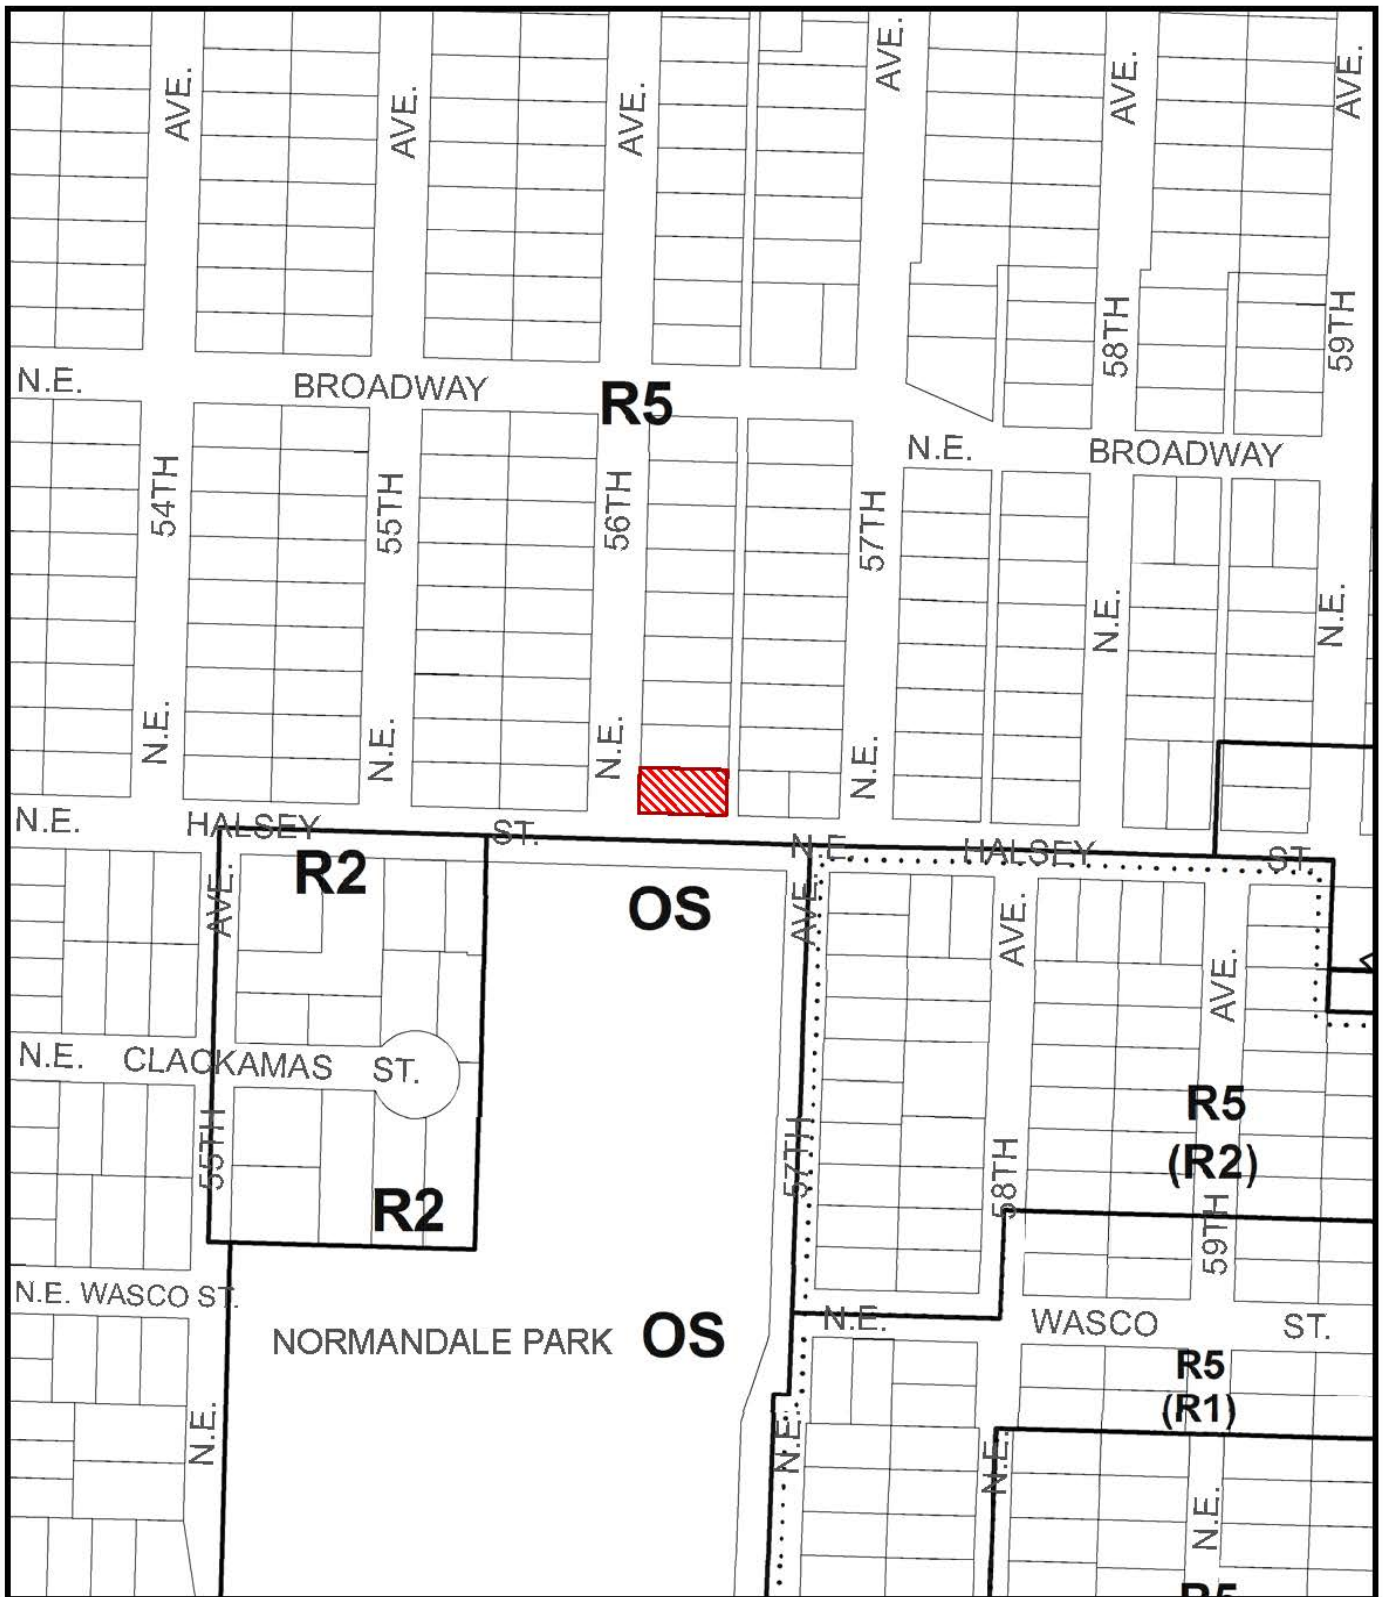 AVE.
AVE.
AVE.
AVE.
AVE.
AVE.
58TH
59TH
N.E.
BROADWAY
R5
N.E.
BROADWAY
54TH
55TH
56TH
57TH
N.E.
N.E.
N.E.
N.E.
N.E.
N.E.
N.E.
HALSEY
ST.
N.E.
HALSEY
ST.
R2
OS
AVE.
AVE.
AVE.
AVE.
N.E.
CLACKAMAS
ST.
R5
(R2)
55TH
57TH
58TH
59TH
R2
N.E. WASCO ST.
N.E.
WASCO
ST.
NORMANDALE PARK
OS
R5
(R1)
N.E.
N.E.
N.E.
N.E.
R5